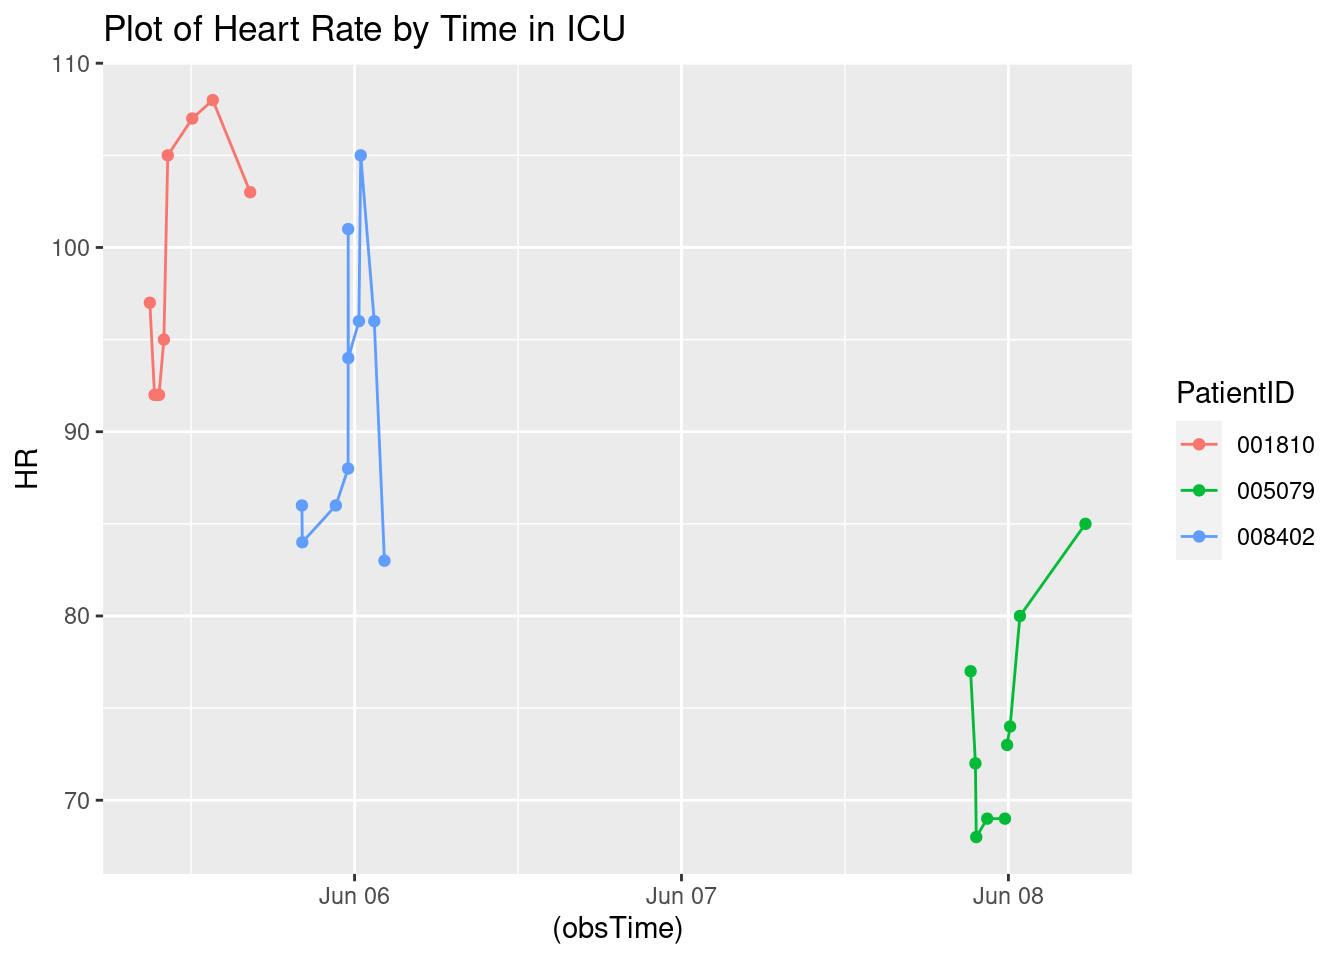 Plot of Heart Rate by Time in ICU
110
100
90
80
70
HR
Jun 06
Jun 07
Jun 08
(obsTime)
PatientID
001810
005079
008402